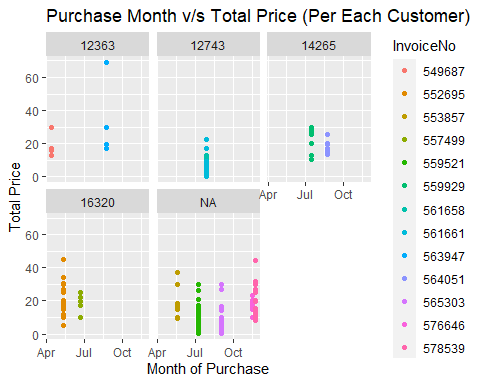 Purchase Month v/s Total Price (Per Each Customer)
12363 12743 14265
16320 NA
60
40
20
0
60
40
20
0
Apr Jul Oct
Apr Jul Oct
Apr Jul Oct
Total Price
Month of Purchase
InvoiceNo
549687
552695
553857
557499
559521
559929
561658
561661
563947
564051
565303
576646
578539